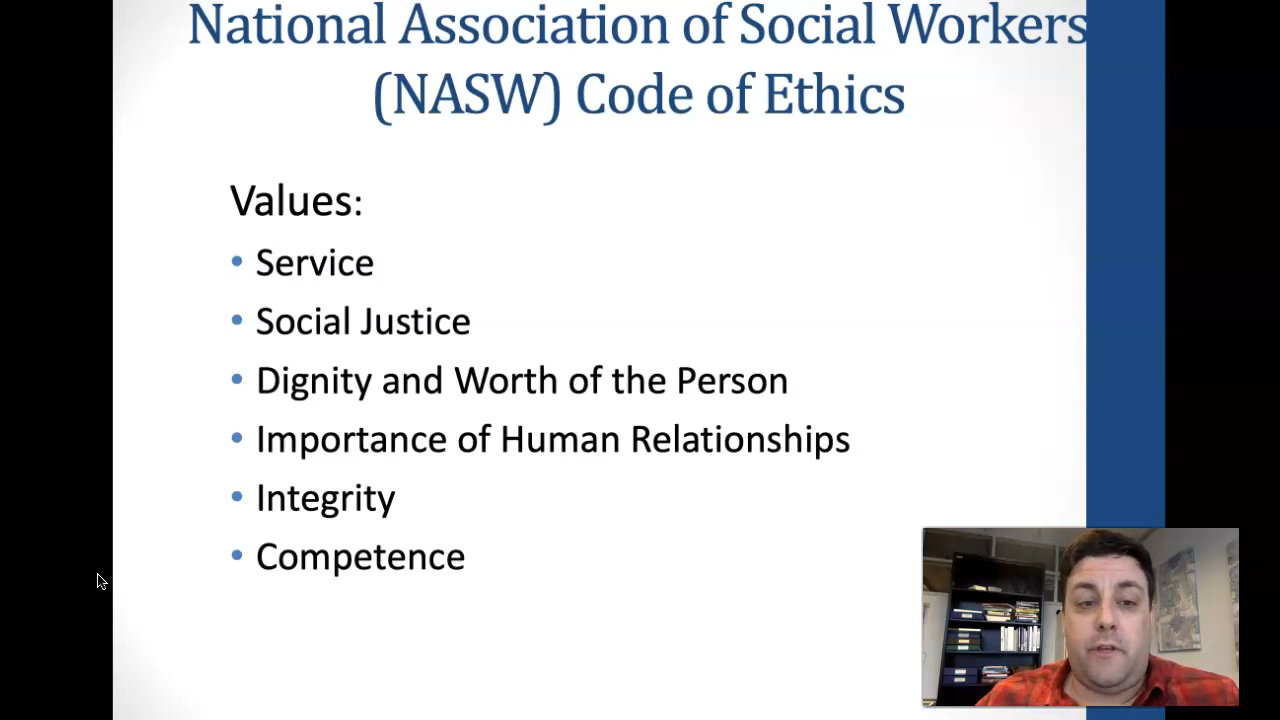 National Association of Social Workers
(NASW) Code of Ethics
Values:
• Service
• Social Justice
• Dignity and Worth of the Person
• Importance of Human Relationships
• Integrity
• Competence